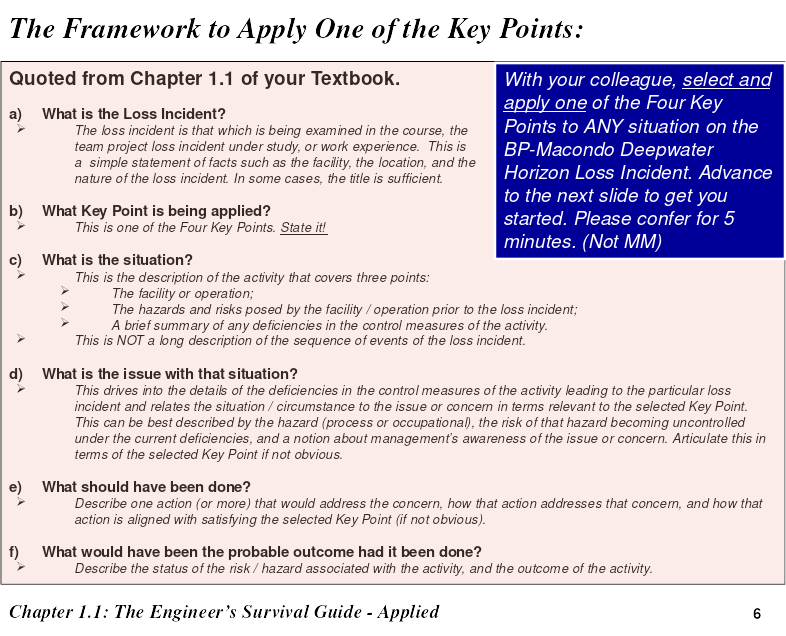 The Framework to Apply One of the Key Points:
Quoted from Chapter 1.1 of your Textbook.
a) What is the Loss Incident?
➢ The loss incident is that which is being examined in the course, the
team project loss incident under study, or work experience. This is
a simple statement of facts such as the facility, the location, and the
nature of the loss incident. In some cases, the title is sufficient.
With your colleague, select and
apply one of the Four Key
Points to ANY situation on the
BP-Macondo Deepwater
Horizon Loss Incident. Advance
to the next slide to get you
started. Please confer for 5
minutes. (Not MM)
b) What Key Point is being applied?
➢ This is one of the Four Key Points. State it!
c) What is the situation?
➢ This is the description of the activity that covers three points:
➢ The facility or operation;
➢ The hazards and risks posed by the facility / operation prior to the loss incident;
➢ A brief summary of any deficiencies in the control measures of the activity.
➢ This is NOT a long description of the sequence of events of the loss incident.
d) What is the issue with that situation?
➢ This drives into the details of the deficiencies in the control measures of the activity leading to the particular loss
incident and relates the situation / circumstance to the issue or concern in terms relevant to the selected Key Point.
This can be best described by the hazard (process or occupational), the risk of that hazard becoming uncontrolled
under the current deficiencies, and a notion about management's awareness of the issue or concern. Articulate this in
terms of the selected Key Point if not obvious.
e) What should have been done?
➢ Describe one action (or more) that would address the concern, how that action addresses that concern, and how that
action is aligned with satisfying the selected Key Point (if not obvious).
f) What would have been the probable outcome had it been done?
➢ Describe the status of the risk / hazard associated with the activity, and the outcome of the activity.
Chapter 1.1: The Engineer's Survival Guide - Applied
6